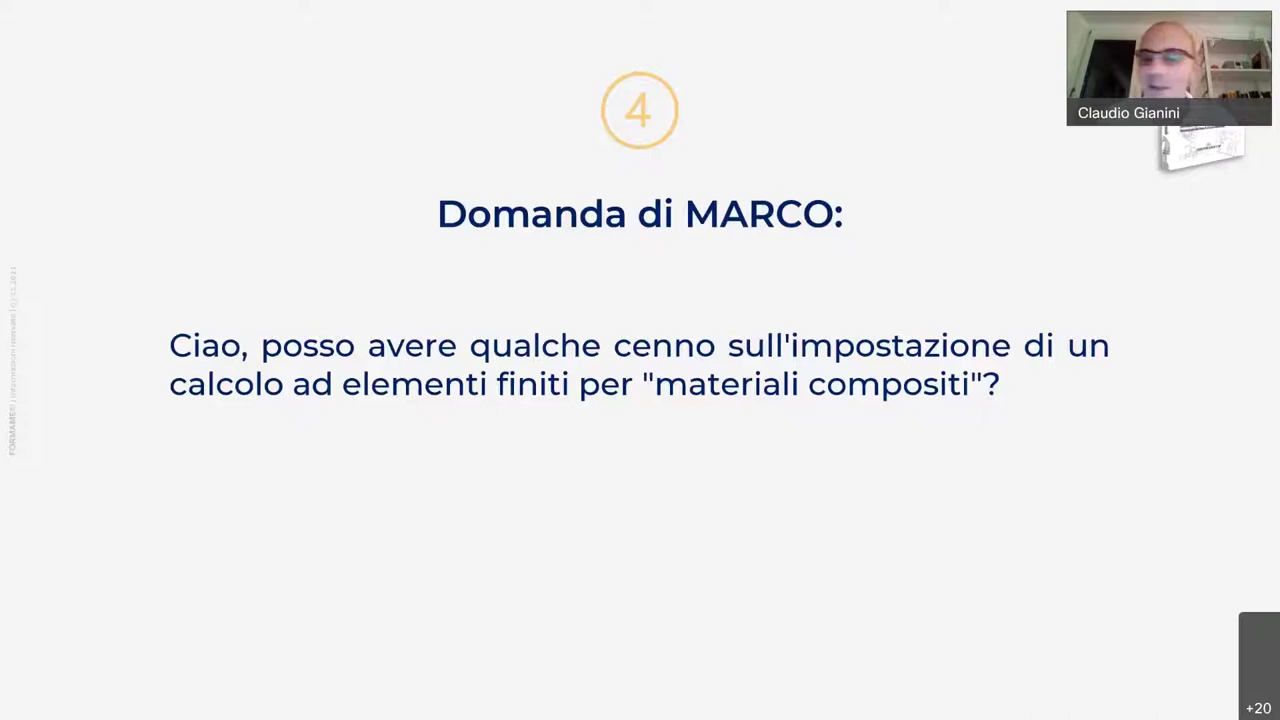 4
Claudio Gianini
Domanda di MARCO:
Ciao, posso avere qualche cenno sull'impostazione di un
calcolo ad elementi finiti per "materiali compositi"?
+20